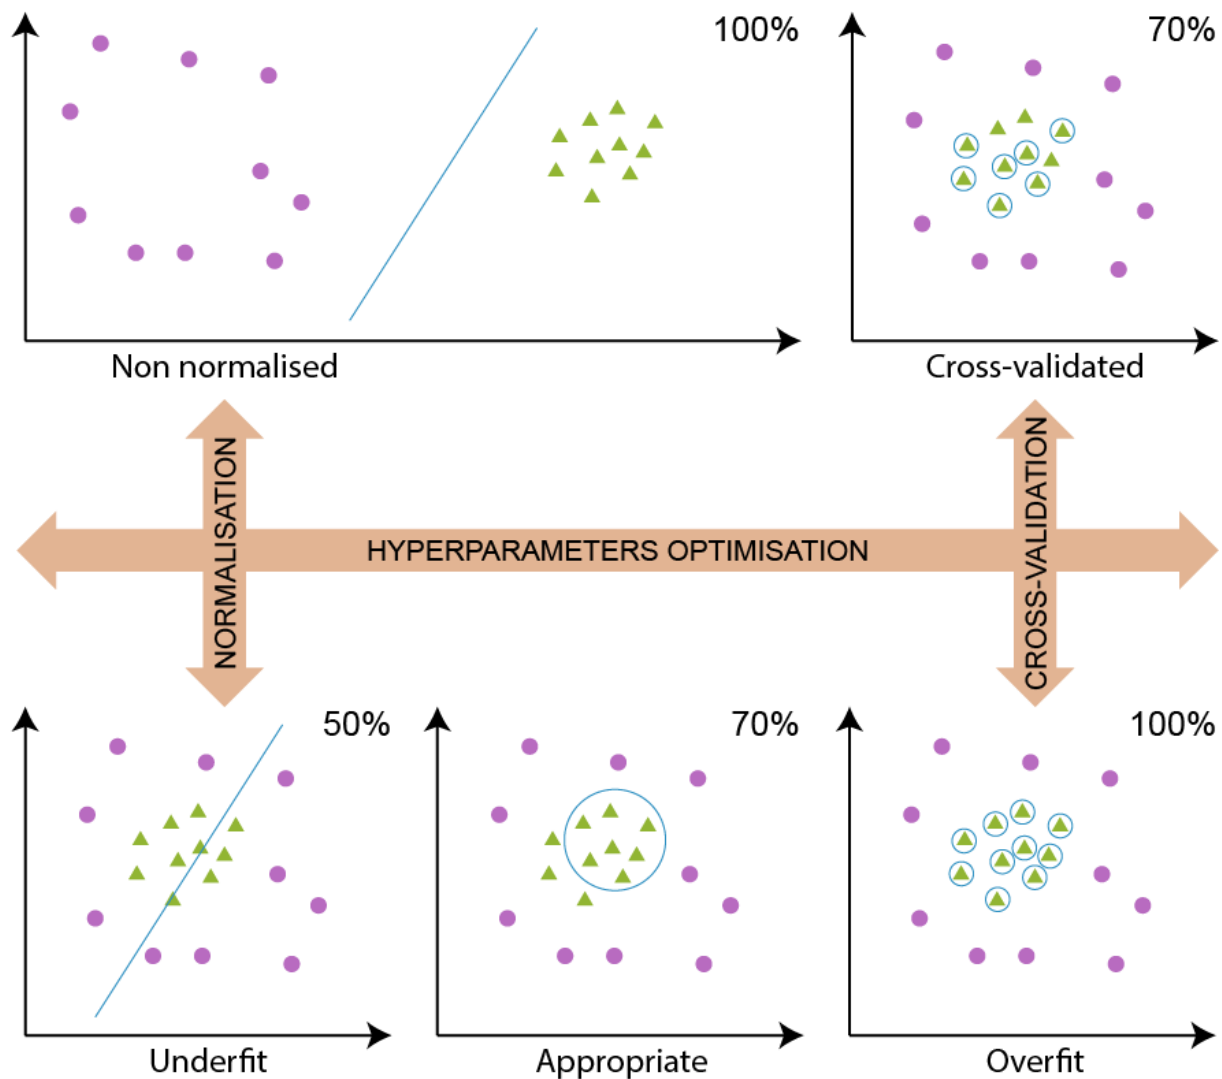 100%
70%
Non normalised
Cross-validated
NORMALISATION
HYPERPARAMETERS OPTIMISATION
CROSS-VALIDATION
50%
70%
100%
Underfit
Appropriate
Overfit